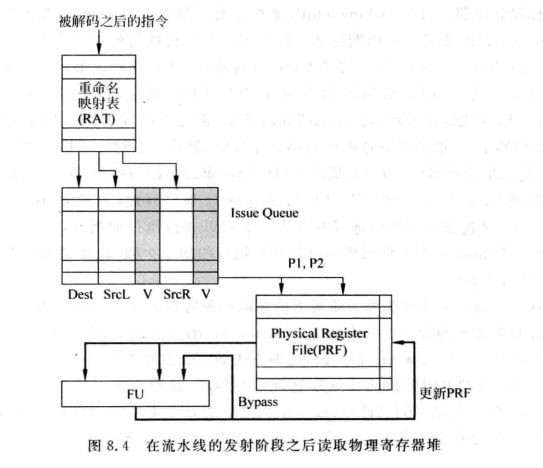 被解码之后的指令
重命名
映射表
(RAT)
Issue Queue
P1, P2
Dest SrcL V SrcR V
Physical Register
File(PRF)
FU
Bypass
更新PRF
图 8.4 在流水线的发射阶段之后读取物理寄存器堆